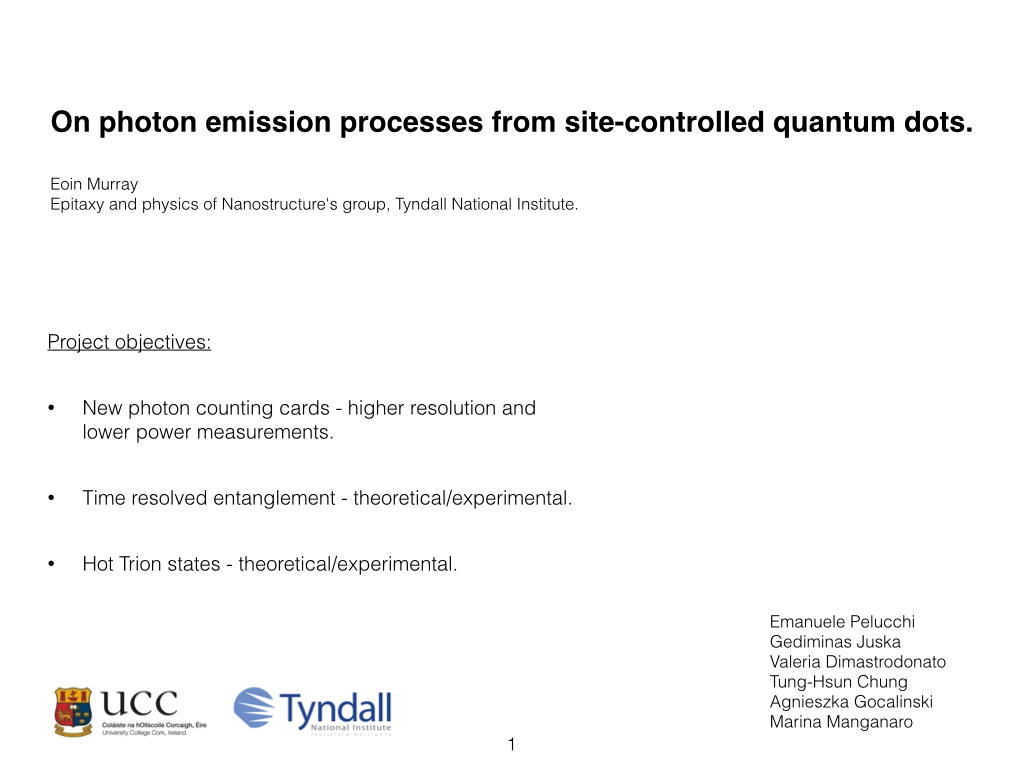 On photon emission processes from site-controlled quantum dots.
Eoin Murray
Epitaxy and physics of Nanostructure's group, Tyndall National Institute.
Project objectives:
• New photon counting cards - higher resolution and
lower power measurements.
• Time resolved entanglement - theoretical/experimental.
• Hot Trion states - theoretical/experimental.
Emanuele Pelucchi
Gediminas Juska
Valeria Dimastrodonato
Tung-Hsun Chung
Agnieszka Gocalinski
Marina Manganaro
UCC
Coláiste na hOllscoile Corcaigh, Éire
University College Cork, Ireland
Tyndall
National Institute
1